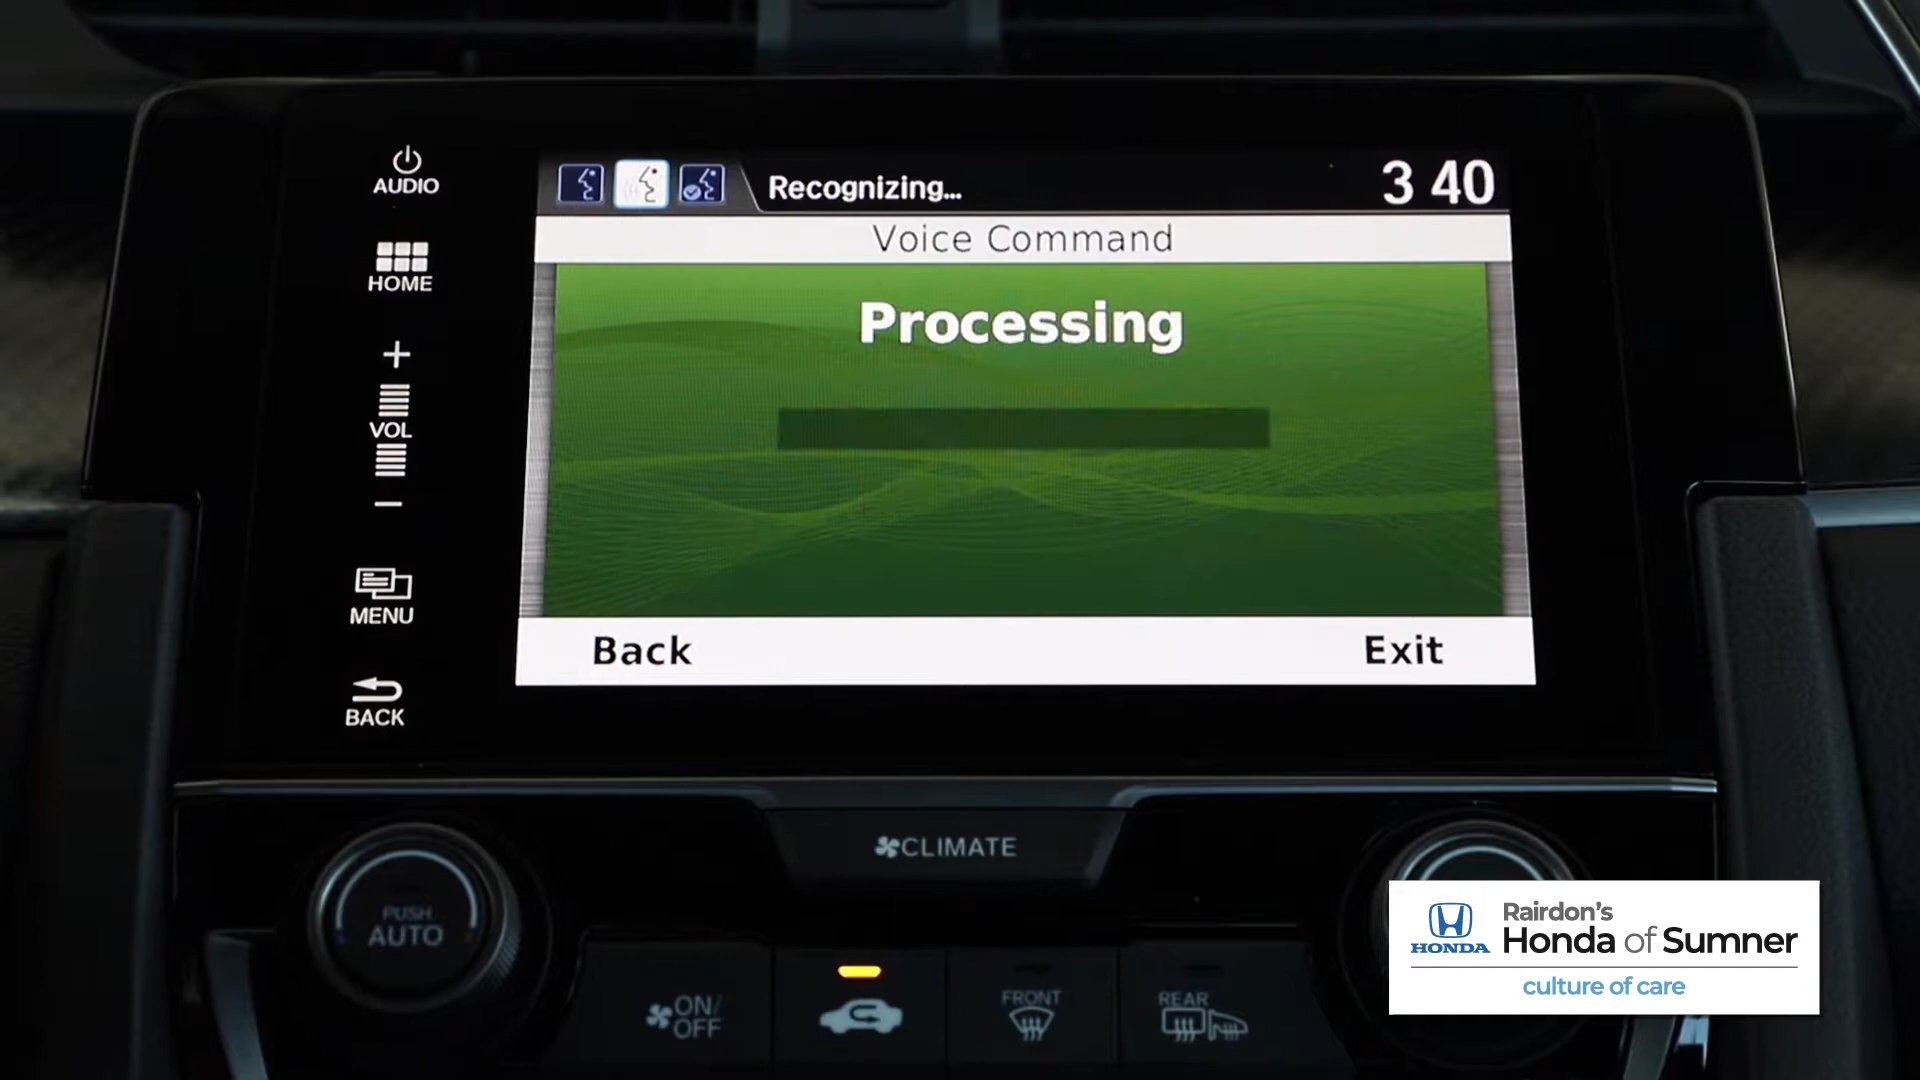 AUDIO
HOME
+
VOL
−
MENU
BACK
Recognizing...
3 40
Voice Command
Processing
Back
Exit
CLIMATE
PUSH
AUTO
ON/
OFF
FRONT
REAR
HONDA
Rairdon's
Honda of Sumner
culture of care